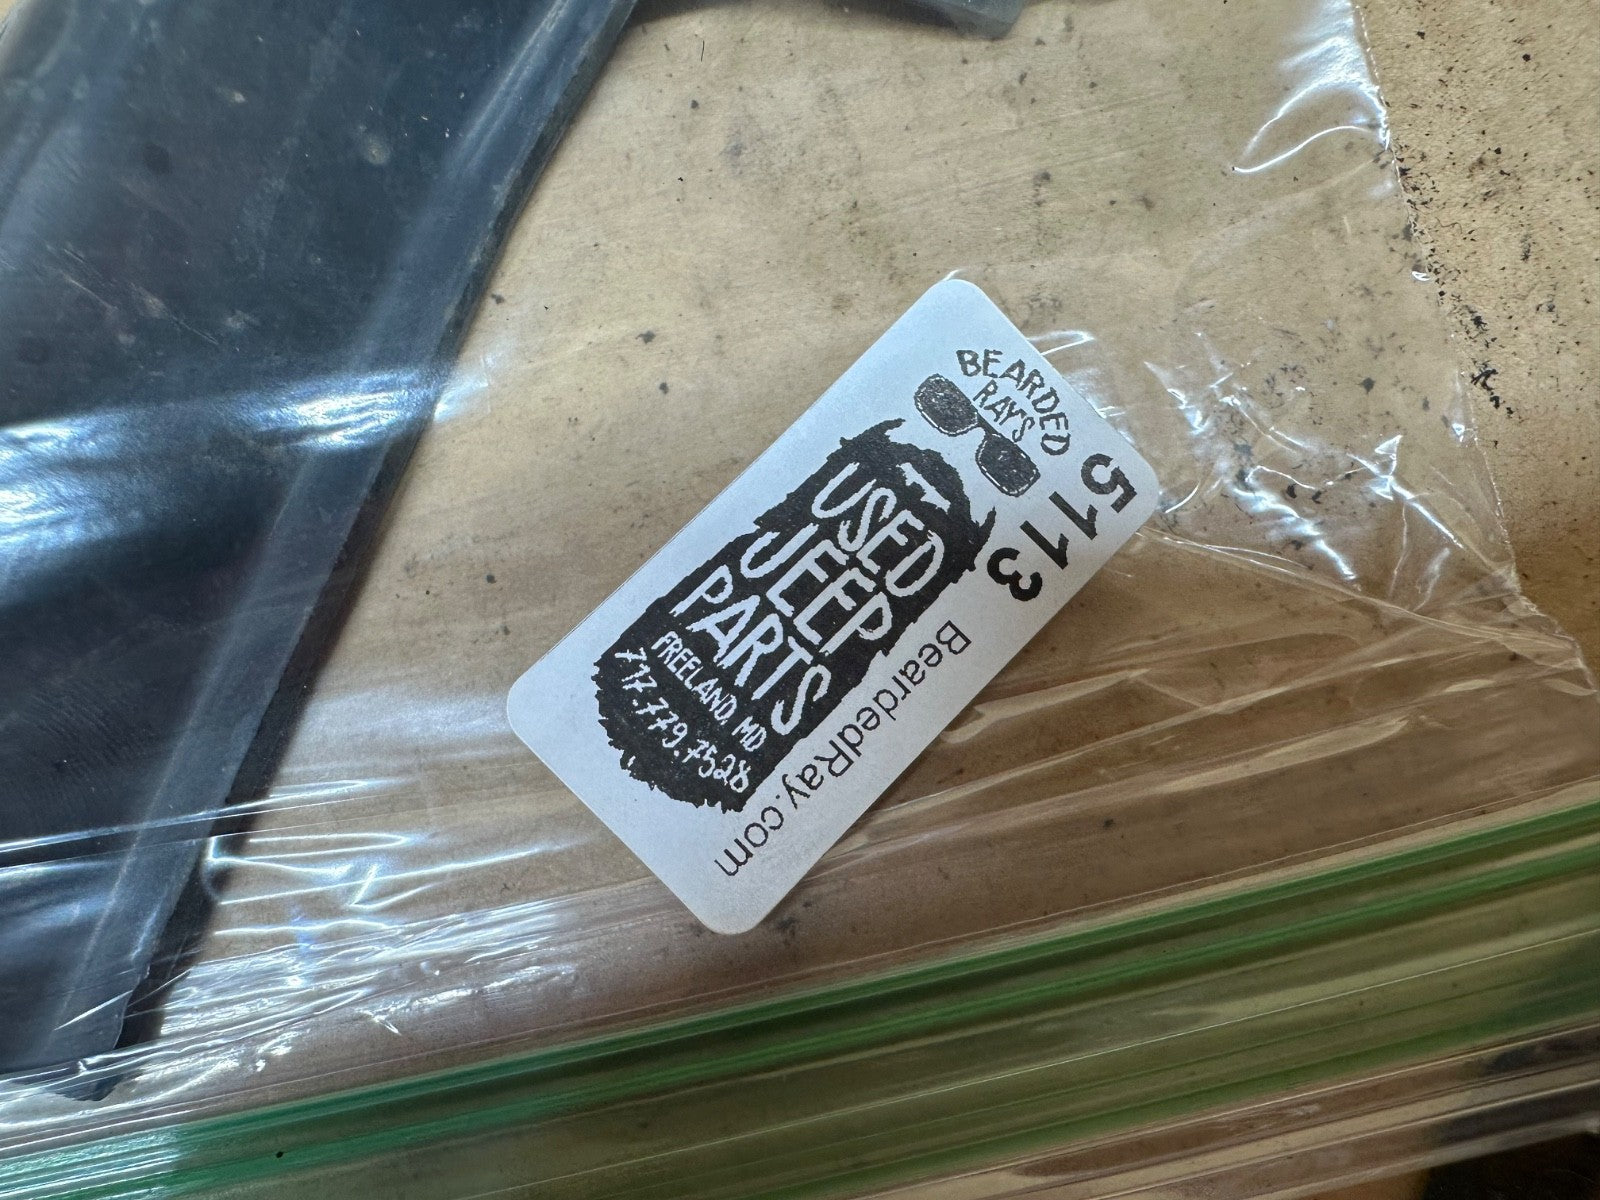 BEARDED
RAY'S
USED
JEEP
PARTS
FREELAND, MD
717.779.7528
5113
BeardedRay.com